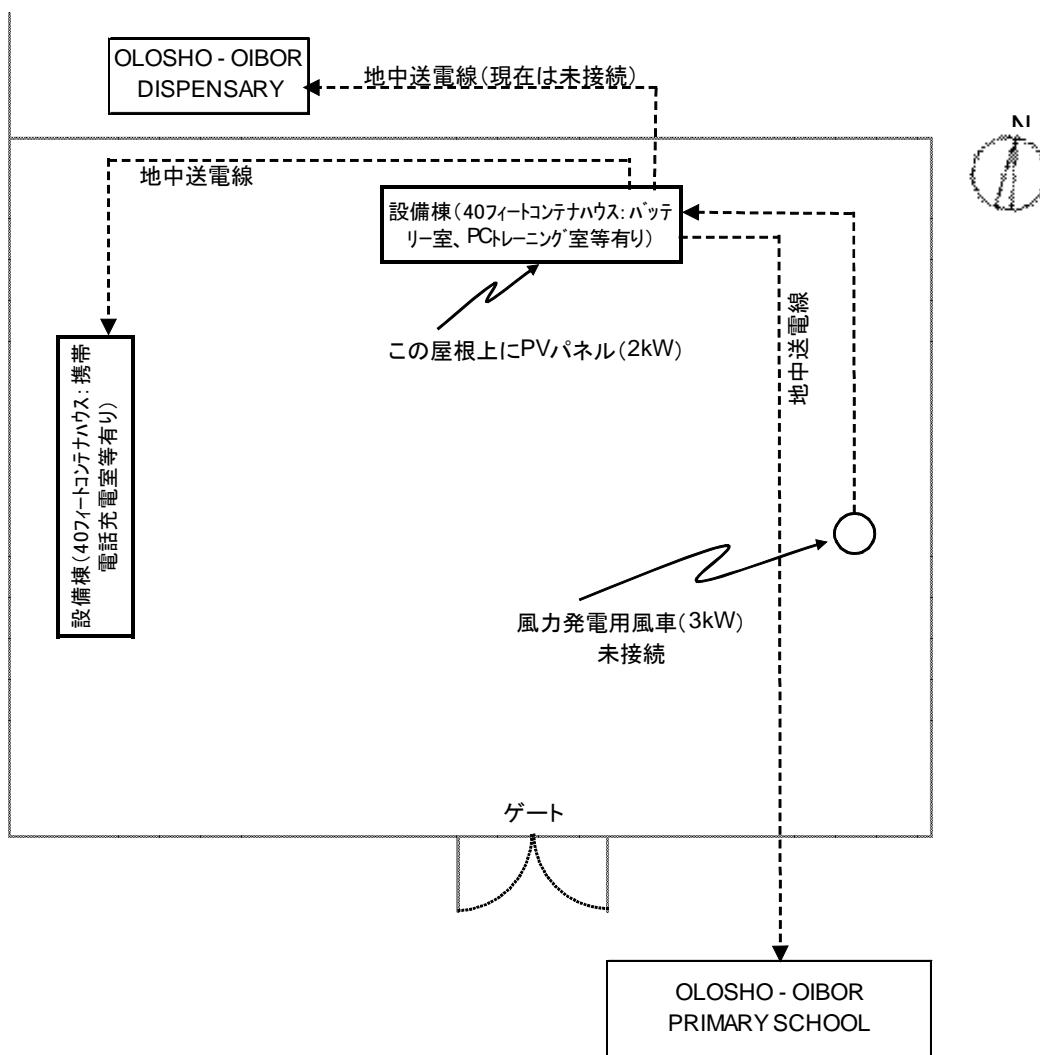 OLOSHO - OIBOR
DISPENSARY
地中送電線(現在は未接続)
N
地中送電線
設備棟(40フィートコンテナハウス:バッテ
リー室、PCトレーニング室等有り)
この屋根上にPVパネル(2kW)
地中送電線
設備棟(40フィートコンテナハウス:携帯
電話充電室等有り)
風力発電用風車(3kW)
未接続
ゲート
OLOSHO - OIBOR
PRIMARY SCHOOL